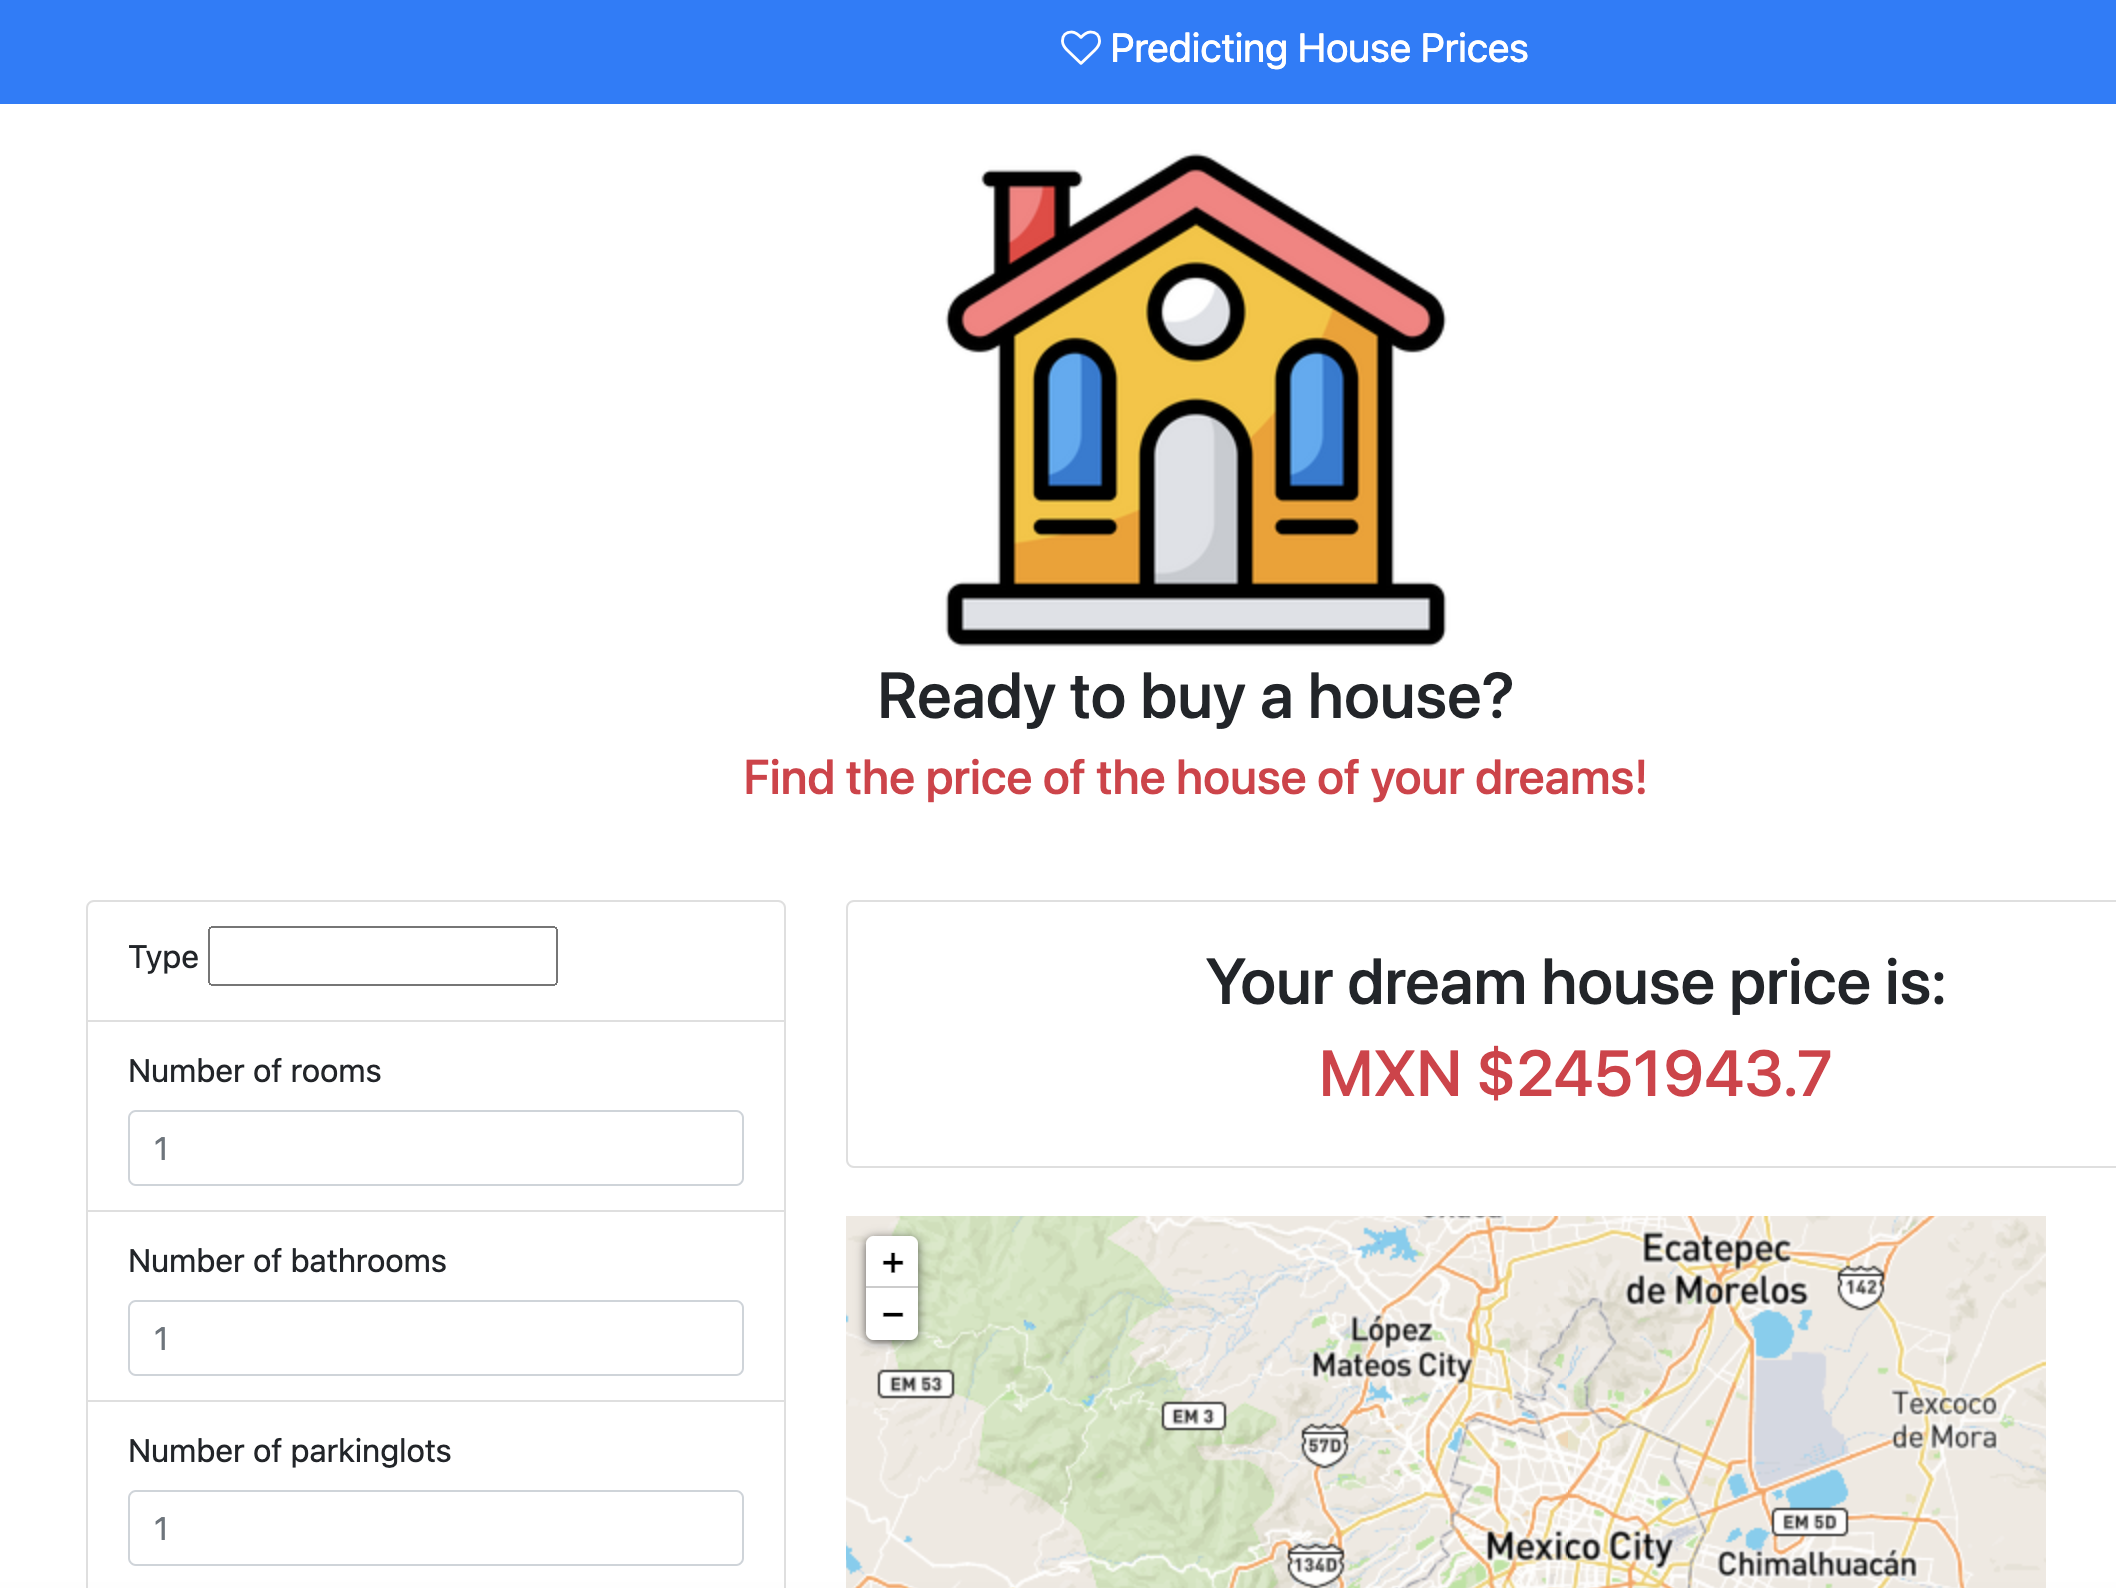 Predicting House Prices
Ready to buy a house?
Find the price of the house of your dreams!
Type
Number of rooms
1
Number of bathrooms
1
Number of parkinglots
1
Your dream house price is:
MXN $2451943.7
+
−
Ecatepec
de Morelos
142
López
Mateos City
EM 53
EM 3
57D
Texcoco
de Mora
EM 5D
Mexico City
134D
Chimalhuacán